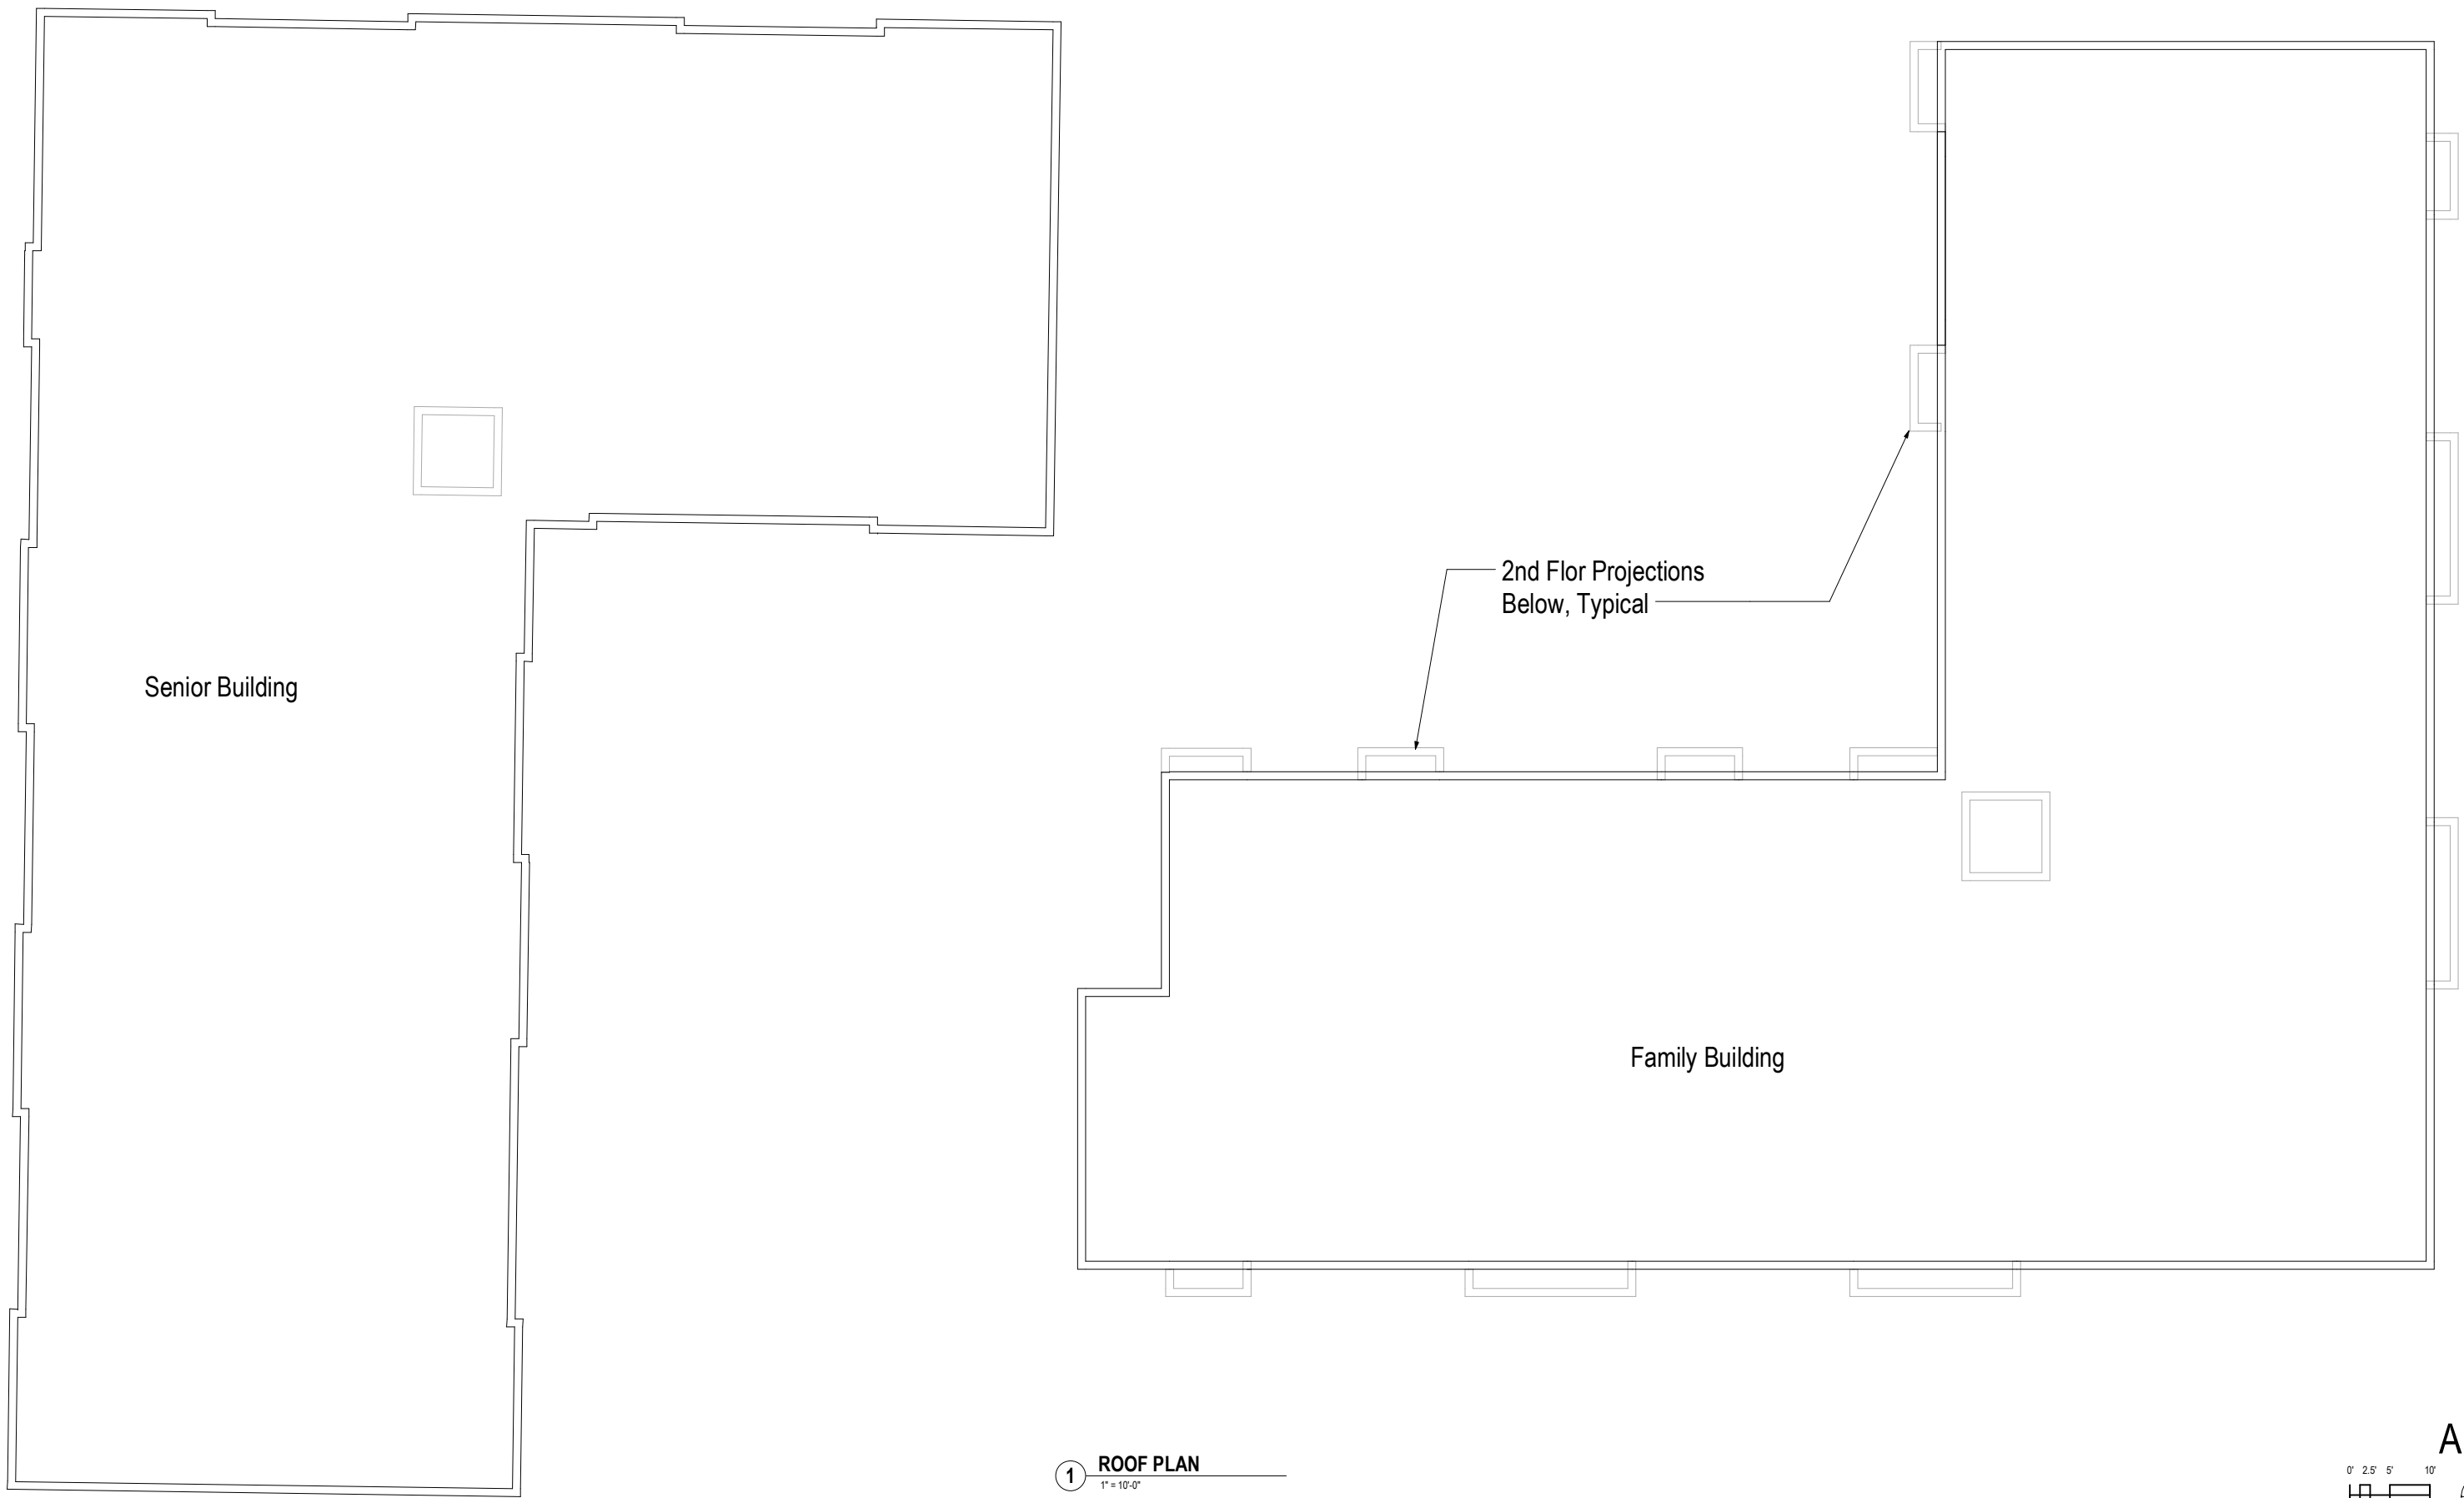 2nd Flor Projections
Below, Typical
Senior Building
Family Building
1
ROOF PLAN
1" = 10'-0"
A
0' 2.5' 5' 10'